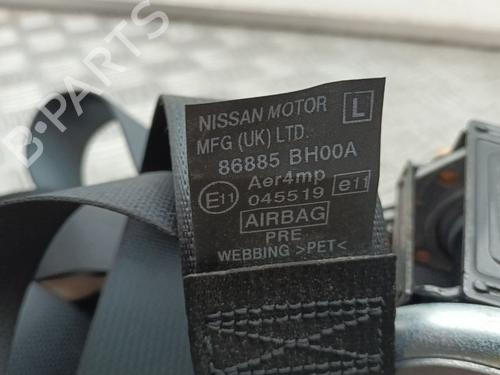 NISSAN MOTOR L
MFG (UK) LTD.
86885 BH00A
Aer4mp
E11 045519 e11
AIRBAG
PRE
WEBBING >PET<
B-PARTS